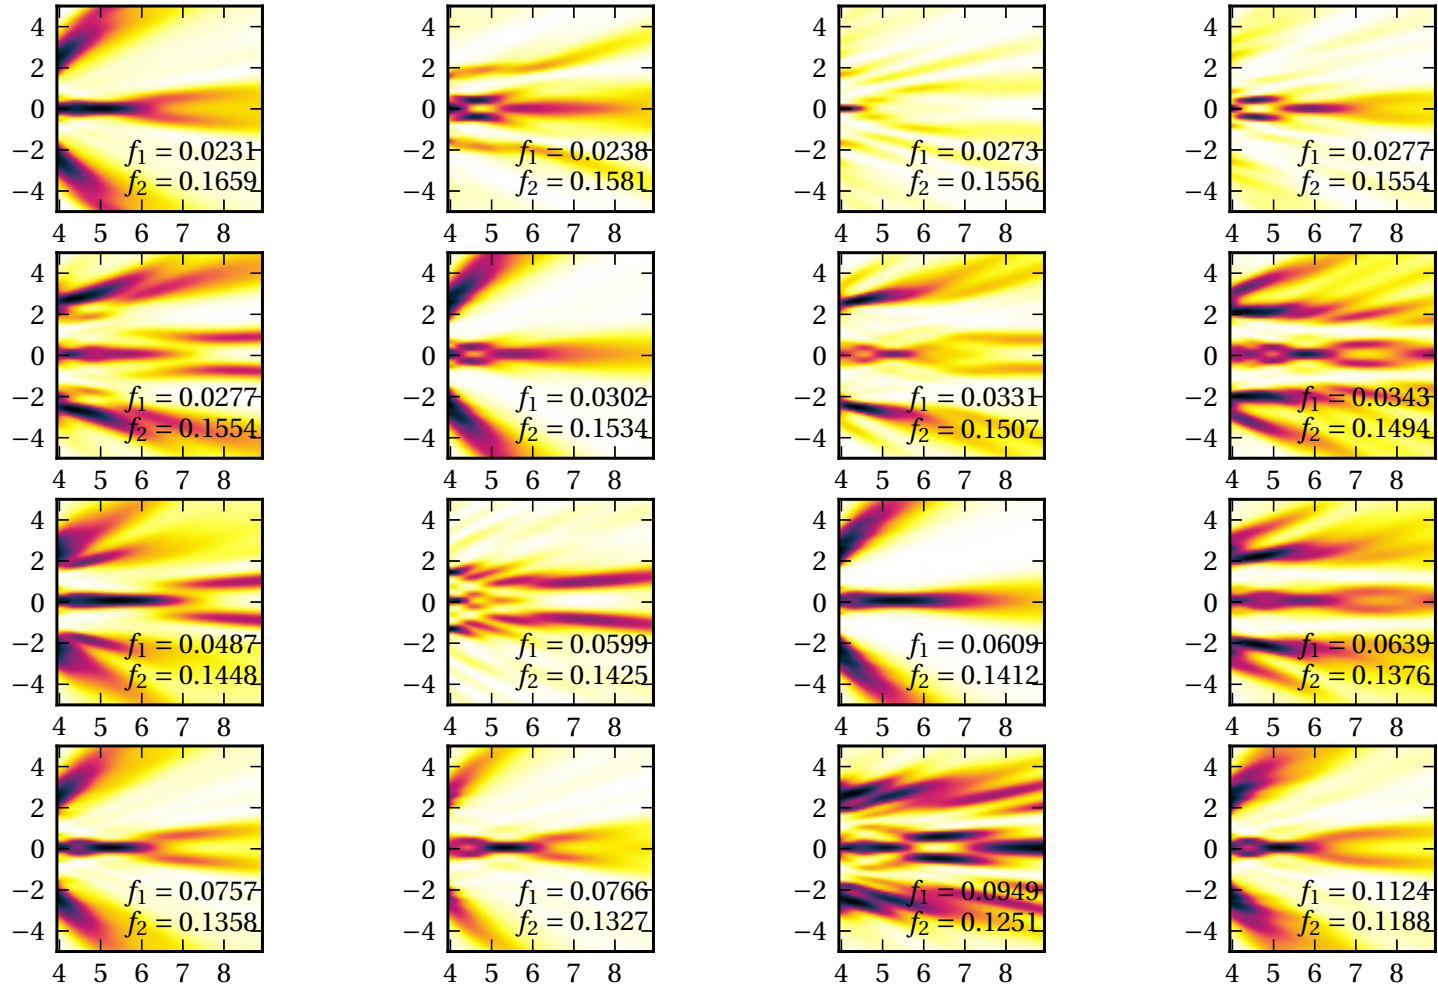 4
2
0
−2
−4
f1 = 0.0231
f2 = 0.1659
4 5 6 7 8
4
2
0
−2
−4
f1 = 0.0238
f2 = 0.1581
4 5 6 7 8
4
2
0
−2
−4
f1 = 0.0273
f2 = 0.1556
4 5 6 7 8
4
2
0
−2
−4
f1 = 0.0277
f2 = 0.1554
4 5 6 7 8
4
2
0
−2
−4
f1 = 0.0277
f2 = 0.1554
4 5 6 7 8
4
2
0
−2
−4
f1 = 0.0302
f2 = 0.1534
4 5 6 7 8
4
2
0
−2
−4
f1 = 0.0331
f2 = 0.1507
4 5 6 7 8
4
2
0
−2
−4
f1 = 0.0343
f2 = 0.1494
4 5 6 7 8
4
2
0
−2
−4
f1 = 0.0487
f2 = 0.1448
4 5 6 7 8
4
2
0
−2
−4
f1 = 0.0599
f2 = 0.1425
4 5 6 7 8
4
2
0
−2
−4
f1 = 0.0609
f2 = 0.1412
4 5 6 7 8
4
2
0
−2
−4
f1 = 0.0639
f2 = 0.1376
4 5 6 7 8
4
2
0
−2
−4
f1 = 0.0757
f2 = 0.1358
4 5 6 7 8
4
2
0
−2
−4
f1 = 0.0766
f2 = 0.1327
4 5 6 7 8
4
2
0
−2
−4
f1 = 0.0949
f2 = 0.1251
4 5 6 7 8
4
2
0
−2
−4
f1 = 0.1124
f2 = 0.1188
4 5 6 7 8